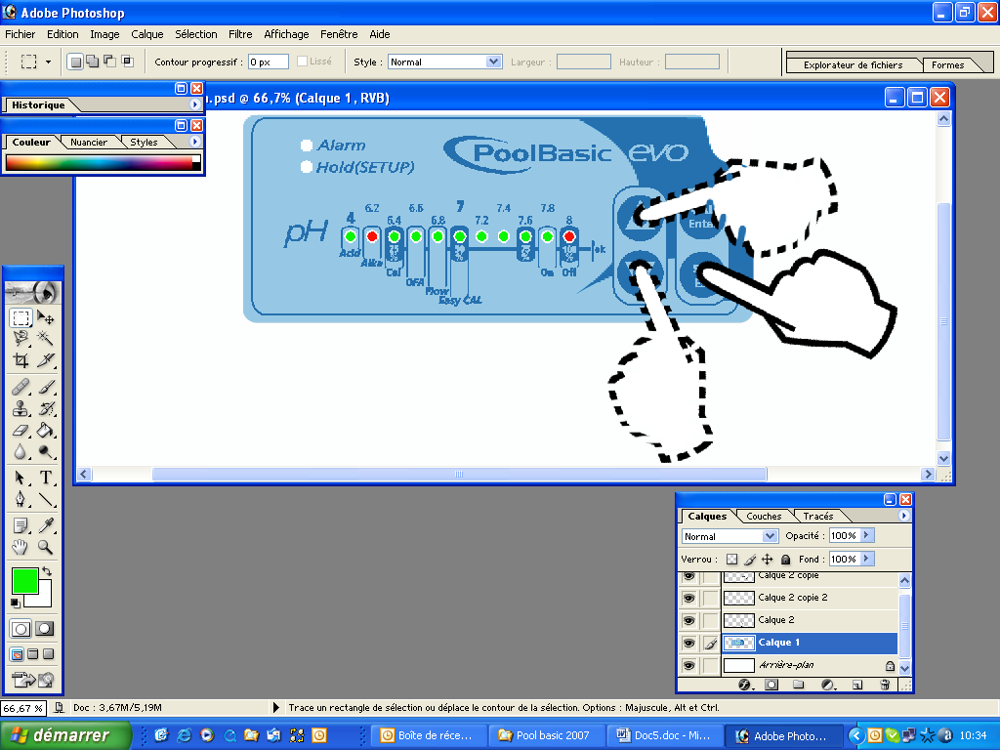 Adobe Photoshop
Fichier Edition Image Calque Sélection Filtre Affichage Fenêtre Aide
Contour progressif : 0 px Lissé Style : Normal Largeur : Hauteur : Explorateur de fichiers Formes
.psd @ 66,7% (Calque 1, RVB)
Historique
Couleur Nuancier Styles
Alarm
Hold(SETUP)
PoolBasic evo
pH
4 6.2 6.4 6.6 6.8 7 7.2 7.4 7.6 7.8 8
Enter
ok
Acid
Alka
Cal
OFA
Flow
Easy CAL
On
Off
Calques Couches Tracés
Normal Opacité : 100%
Verrou : Fond : 100%
Calque 2 copie
Calque 2 copie 2
Calque 2
Calque 1
Arrière-plan
66,67 % Doc : 3,67M/5,19M Trace un rectangle de sélection ou déplace le contour de la sélection. Options : Majuscule, Alt et Ctrl.
démarrer Boîte de réce... Pool basic 2007 Doc5.doc - Mi... Adobe Photo... 10:34